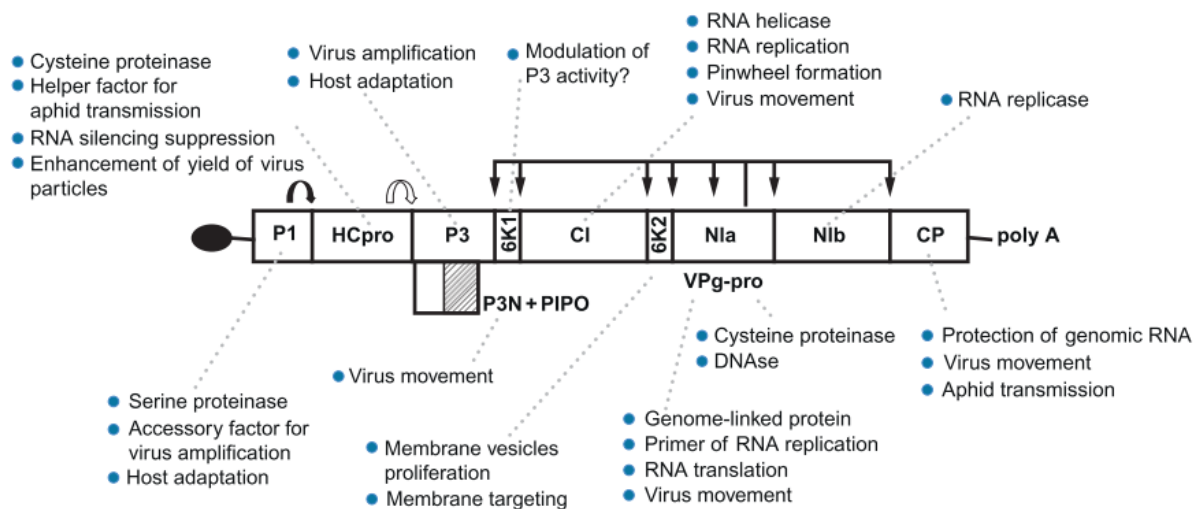 Cysteine proteinase
Helper factor for
aphid transmission
RNA silencing suppression
Enhancement of yield of virus
particles
Virus amplification
Host adaptation
Modulation of
P3 activity?
RNA helicase
RNA replication
Pinwheel formation
Virus movement
RNA replicase
P1
HCpro
P3
6K1
CI
6K2
NIa
NIb
CP
poly A
P3N + PIPO
VPg-pro
Serine proteinase
Accessory factor for
virus amplification
Host adaptation
Virus movement
Membrane vesicles
proliferation
Membrane targeting
Cysteine proteinase
DNAse
Genome-linked protein
Primer of RNA replication
RNA translation
Virus movement
Protection of genomic RNA
Virus movement
Aphid transmission